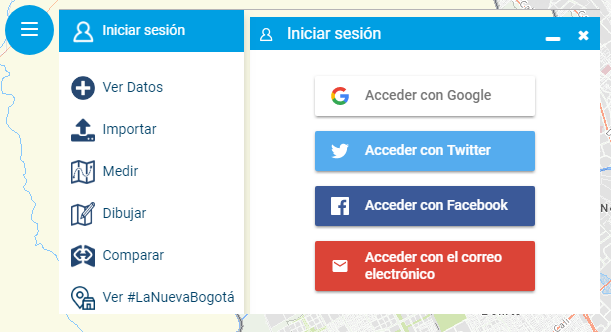 Iniciar sesión
Ver Datos
Importar
Medir
Dibujar
Comparar
Ver #LaNuevaBogotá
Iniciar sesión
Acceder con Google
Acceder con Twitter
Acceder con Facebook
Acceder con el correo
electrónico